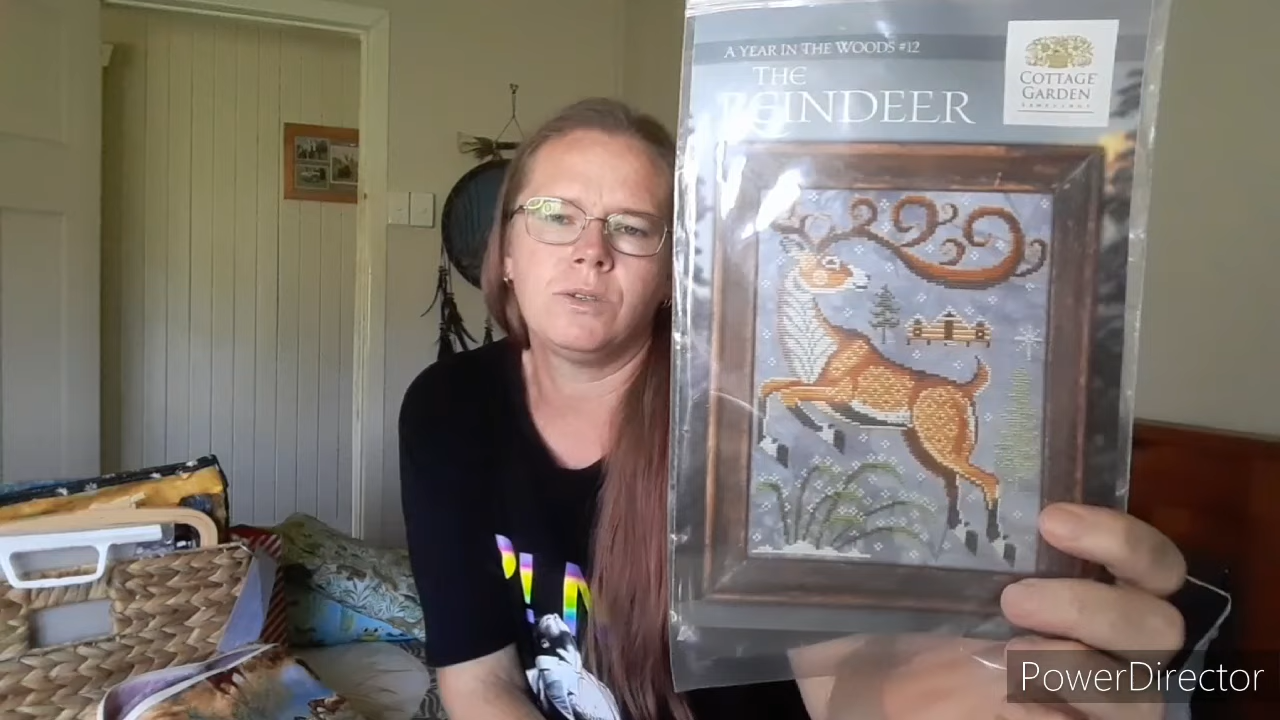 A YEAR IN THE WOODS #12
THE
REINDEER
COTTAGE
GARDEN
PowerDirector